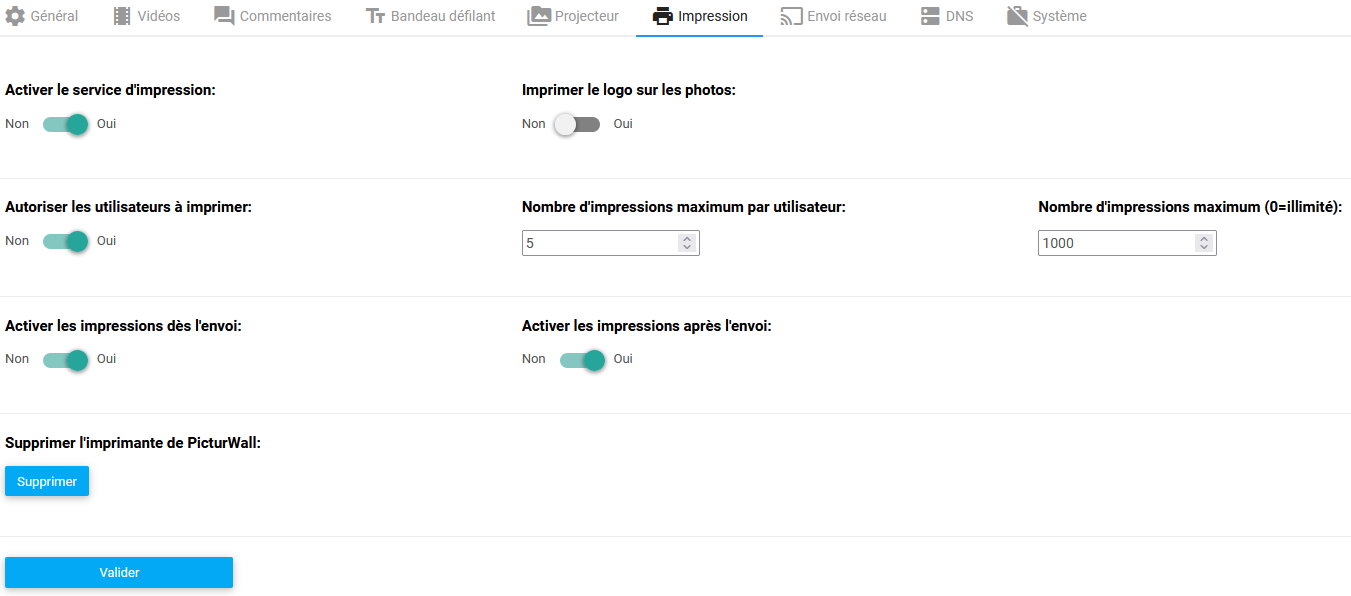 Général Vidéos Commentaires Bandeau défilant Projecteur Impression Envoi réseau DNS Système
Activer le service d'impression: Imprimer le logo sur les photos:
Non Oui Non Oui
Autoriser les utilisateurs à imprimer: Nombre d'impressions maximum par utilisateur: Nombre d'impressions maximum (0=illimité):
Non Oui 5 1000
Activer les impressions dès l'envoi: Activer les impressions après l'envoi:
Non Oui Non Oui
Supprimer l'imprimante de PicturWall:
Supprimer
Valider